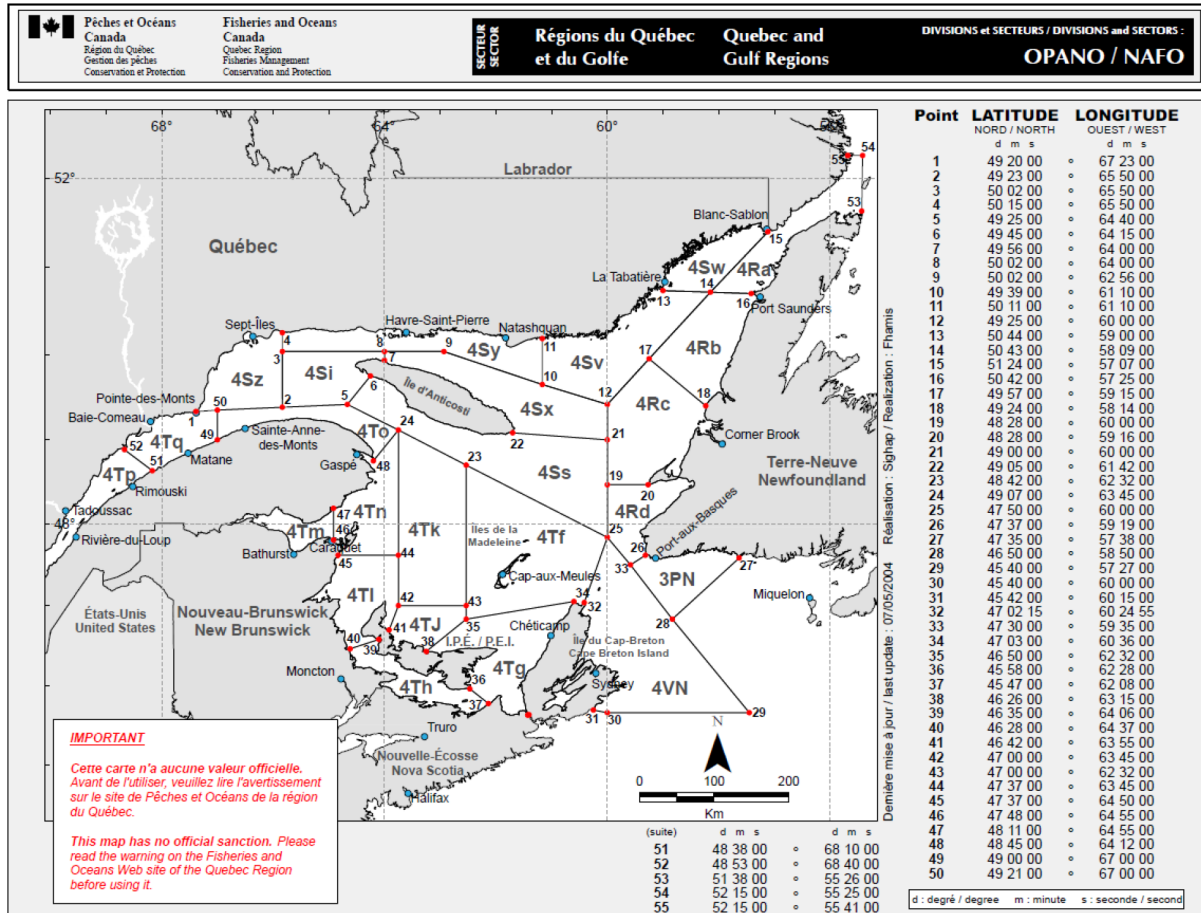 Pêches et Océans
Canada
Région du Québec
Gestion des pêches
Conservation et Protection
Fisheries and Oceans
Canada
Quebec Region
Fisheries Management
Conservation and Protection
SECTEUR
SECTOR
Régions du Québec
et du Golfe
Quebec and
Gulf Regions
DIVISIONS et SECTEURS / DIVISIONS and SECTORS :
OPANO / NAFO
68
64
60
52°
48
Labrador
Québec
Blanc-Sablon
La Tabatière
Port Saunders
Sept-Îles
Havre-Saint-Pierre
Natashquan
Île d'Anticosti
Pointe-des-Monts
Baie-Comeau
Sainte-Anne-
des-Monts
Matane
Gaspé
Rimouski
Tadoussac
Rivière-du-Loup
Corner Brook
Terre-Neuve
Newfoundland
Port-aux-Basques
Îles de la
Madeleine
Cap-aux-Meules
Caraquet
Bathurst
Miquelon
États-Unis
United States
Nouveau-Brunswick
New Brunswick
Chéticamp
I.P.É. / P.E.I.
Île du Cap-Breton
Cape Breton Island
Moncton
Sydney
Truro
Nouvelle-Écosse
Nova Scotia
Halifax
4Sw
4Ra
4Rb
4Sy
4Sv
4Sz
4Si
4Sx
4Rc
4Tq
4To
4Ss
4Tp
4Rd
4Tn
4Tm
4Tk
4Tf
3PN
4Tl
4TJ
4Tg
4Th
4VN
N
0 100 200
Km
IMPORTANT
Cette carte n'a aucune valeur officielle.
Avant de l'utiliser, veuillez lire l'avertissement
sur le site de Pêches et Océans de la région
du Québec.
This map has no official sanction. Please
read the warning on the Fisheries and
Oceans Web site of the Quebec Region
before using it.
Dernière mise à jour / last update : 07/05/2004 Réalisation : Sighap / Realization : Fhamis
Point LATITUDE LONGITUDE
NORD / NORTH OUEST / WEST
d m s d m s
1 49 20 00 ° 67 23 00
2 49 23 00 ° 65 50 00
3 50 02 00 ° 65 50 00
4 50 15 00 ° 65 50 00
5 49 25 00 ° 64 40 00
6 49 45 00 ° 64 15 00
7 49 56 00 ° 64 00 00
8 50 02 00 ° 64 00 00
9 50 02 00 ° 62 56 00
10 49 39 00 ° 61 10 00
11 50 11 00 ° 61 10 00
12 49 25 00 ° 60 00 00
13 50 44 00 ° 59 00 00
14 50 43 00 ° 58 09 00
15 51 24 00 ° 57 07 00
16 50 42 00 ° 57 25 00
17 49 57 00 ° 59 15 00
18 49 24 00 ° 58 14 00
19 48 28 00 ° 60 00 00
20 48 28 00 ° 59 16 00
21 49 00 00 ° 60 00 00
22 49 05 00 ° 61 42 00
23 48 42 00 ° 62 32 00
24 49 07 00 ° 63 45 00
25 47 50 00 ° 60 00 00
26 47 37 00 ° 59 19 00
27 47 35 00 ° 57 38 00
28 46 50 00 ° 58 50 00
29 45 40 00 ° 57 27 00
30 45 40 00 ° 60 00 00
31 45 42 00 ° 60 15 00
32 47 02 15 ° 60 24 55
33 47 30 00 ° 59 35 00
34 47 03 00 ° 60 36 00
35 46 50 00 ° 62 32 00
36 45 58 00 ° 62 28 00
37 45 47 00 ° 62 08 00
38 46 26 00 ° 63 15 00
39 46 35 00 ° 64 06 00
40 46 28 00 ° 64 37 00
41 46 42 00 ° 63 55 00
42 47 00 00 ° 63 45 00
43 47 00 00 ° 62 32 00
44 47 37 00 ° 63 45 00
45 47 37 00 ° 64 50 00
46 47 48 00 ° 64 55 00
47 48 11 00 ° 64 55 00
48 48 45 00 ° 64 12 00
49 49 00 00 ° 67 00 00
50 49 21 00 ° 67 00 00
(suite) d m s d m s
51 48 38 00 ° 68 10 00
52 48 53 00 ° 68 40 00
53 51 38 00 ° 55 26 00
54 52 15 00 ° 55 25 00
55 52 15 00 ° 55 41 00
d : degré / degree m : minute s : seconde / second